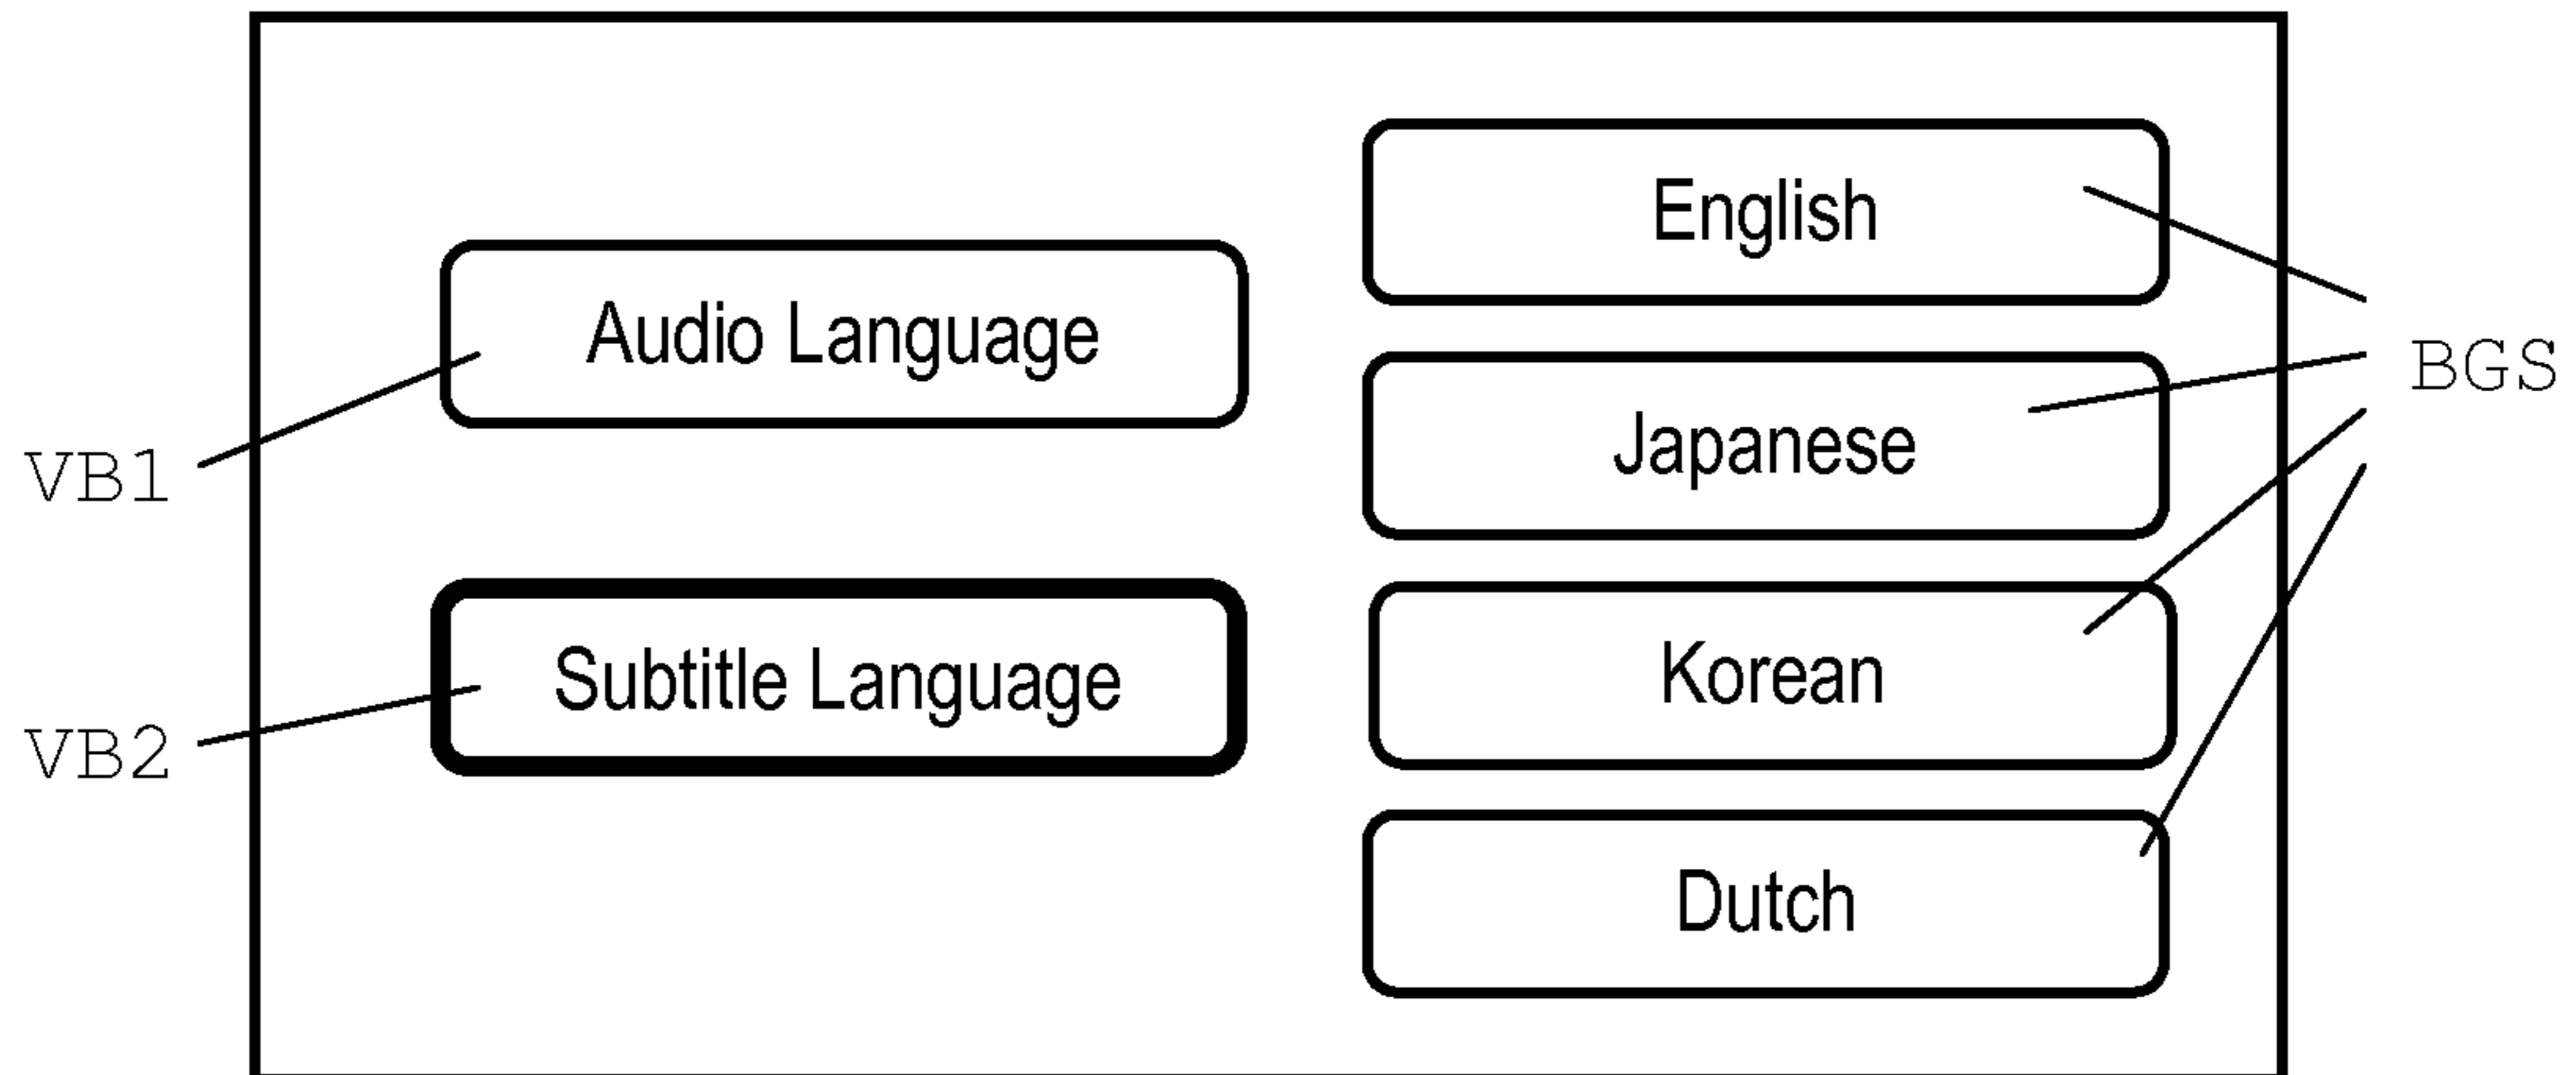 English
Audio Language
Japanese
BGS
VB1
Subtitle Language
Korean
VB2
Dutch